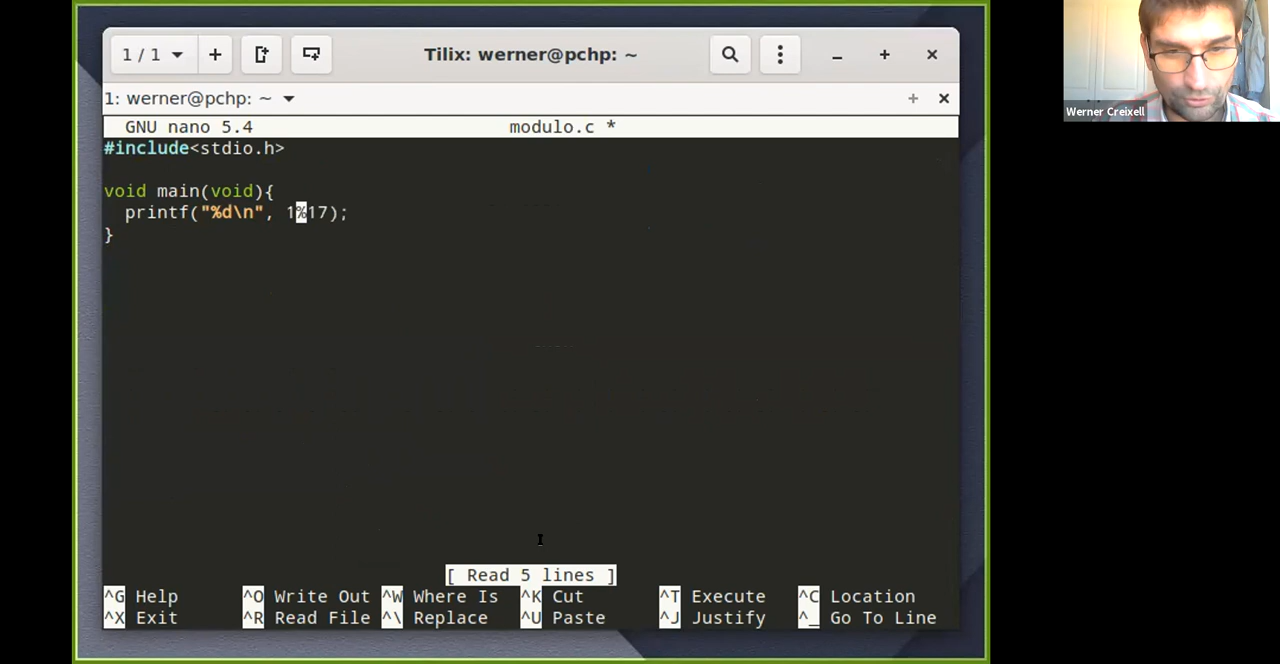 1 / 1 Tilix: werner@pchp: ~
1: werner@pchp: ~
GNU nano 5.4 modulo.c *
#include<stdio.h>
void main(void){
printf("%d\n", 1%17);
}
[ Read 5 lines ]
^G Help ^O Write Out ^W Where Is ^K Cut ^T Execute ^C Location
^X Exit ^R Read File ^\ Replace ^U Paste ^J Justify ^_ Go To Line
Werner Creixell